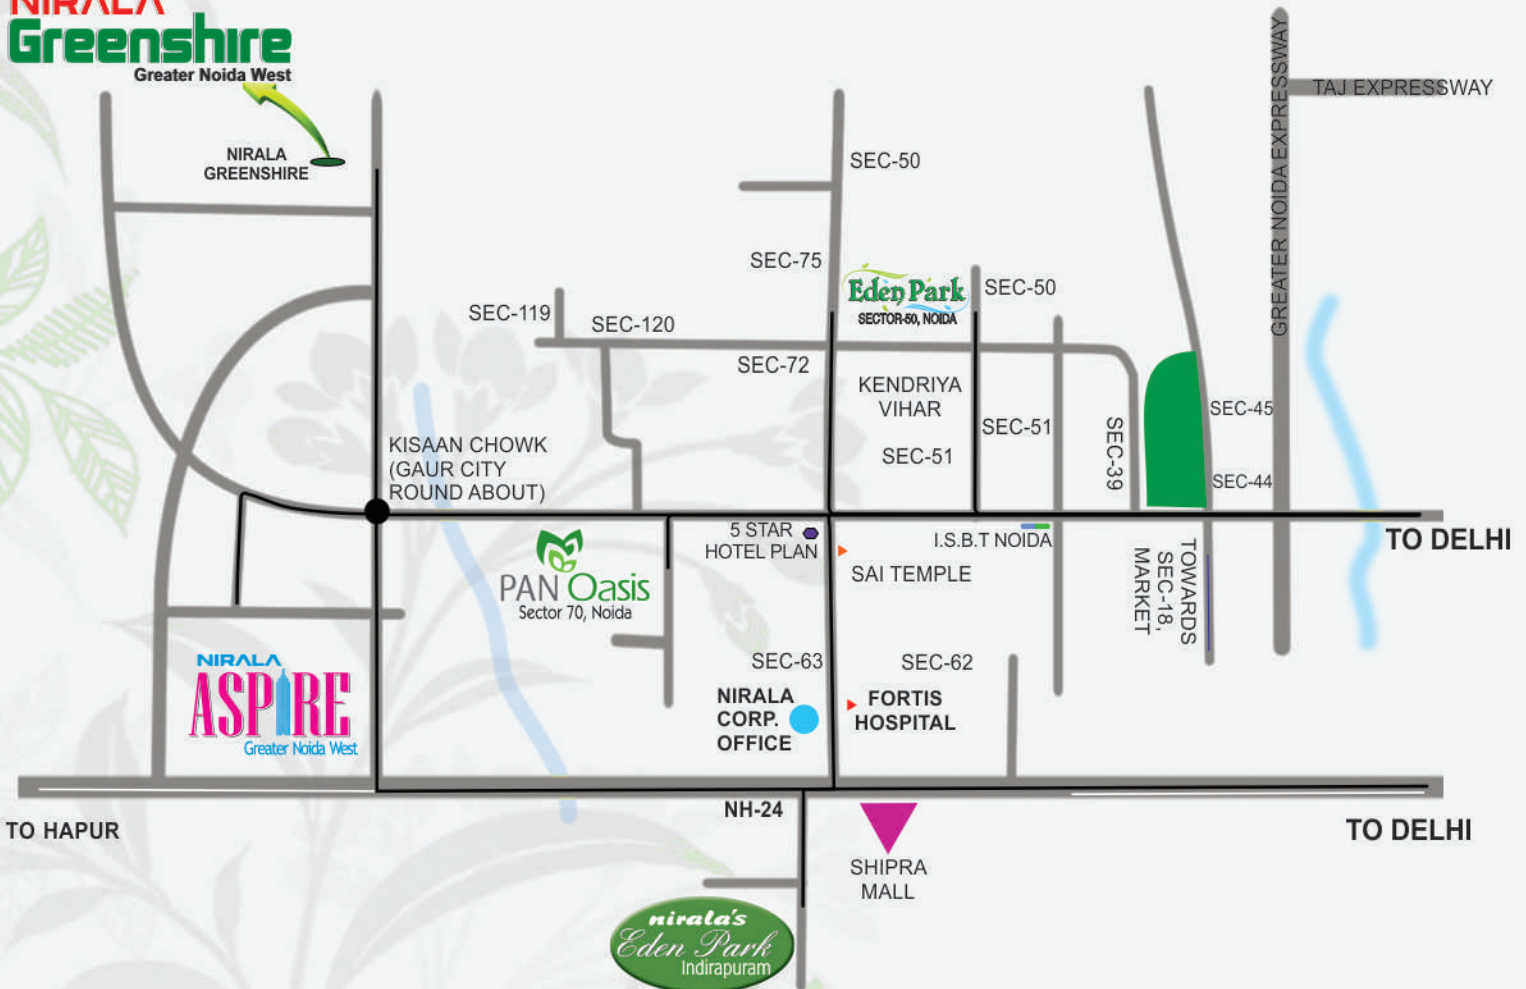 NIRALA
Greenshire
Greater Noida West
NIRALA
GREENSHIRE
GREATER NOIDA EXPRESSWAY
TAJ EXPRESSWAY
SEC-50
SEC-75
Eden Park
SECTOR-50, NOIDA
SEC-50
SEC-119
SEC-120
SEC-72
KENDRIYA
VIHAR
SEC-51
SEC-51
SEC-39
SEC-45
SEC-44
KISAAN CHOWK
(GAUR CITY
ROUND ABOUT)
5 STAR
HOTEL PLAN
I.S.B.T NOIDA
TO DELHI
SAI TEMPLE
TOWARDS
SEC-18,
MARKET
PAN Oasis
Sector 70, Noida
NIRALA
ASPIRE
Greater Noida West
SEC-63
SEC-62
NIRALA
CORP.
OFFICE
FORTIS
HOSPITAL
NH-24
TO HAPUR
TO DELHI
SHIPRA
MALL
nirala's
Eden Park
Indirapuram